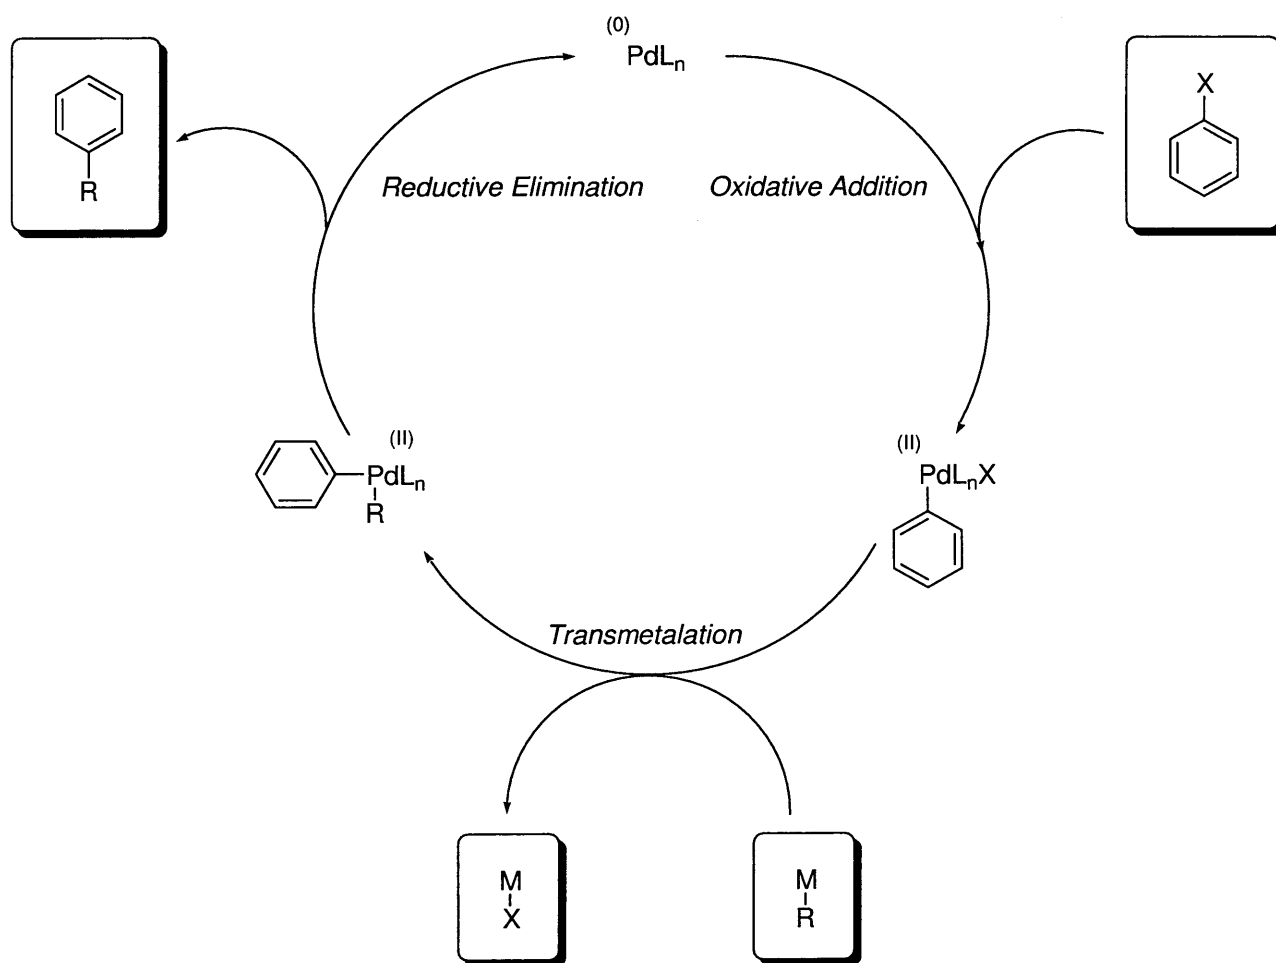 (0)
PdLn
X
R
Reductive Elimination
Oxidative Addition
(II)
PdLn
R
(II)
PdLnX
Transmetalation
M
X
M
R